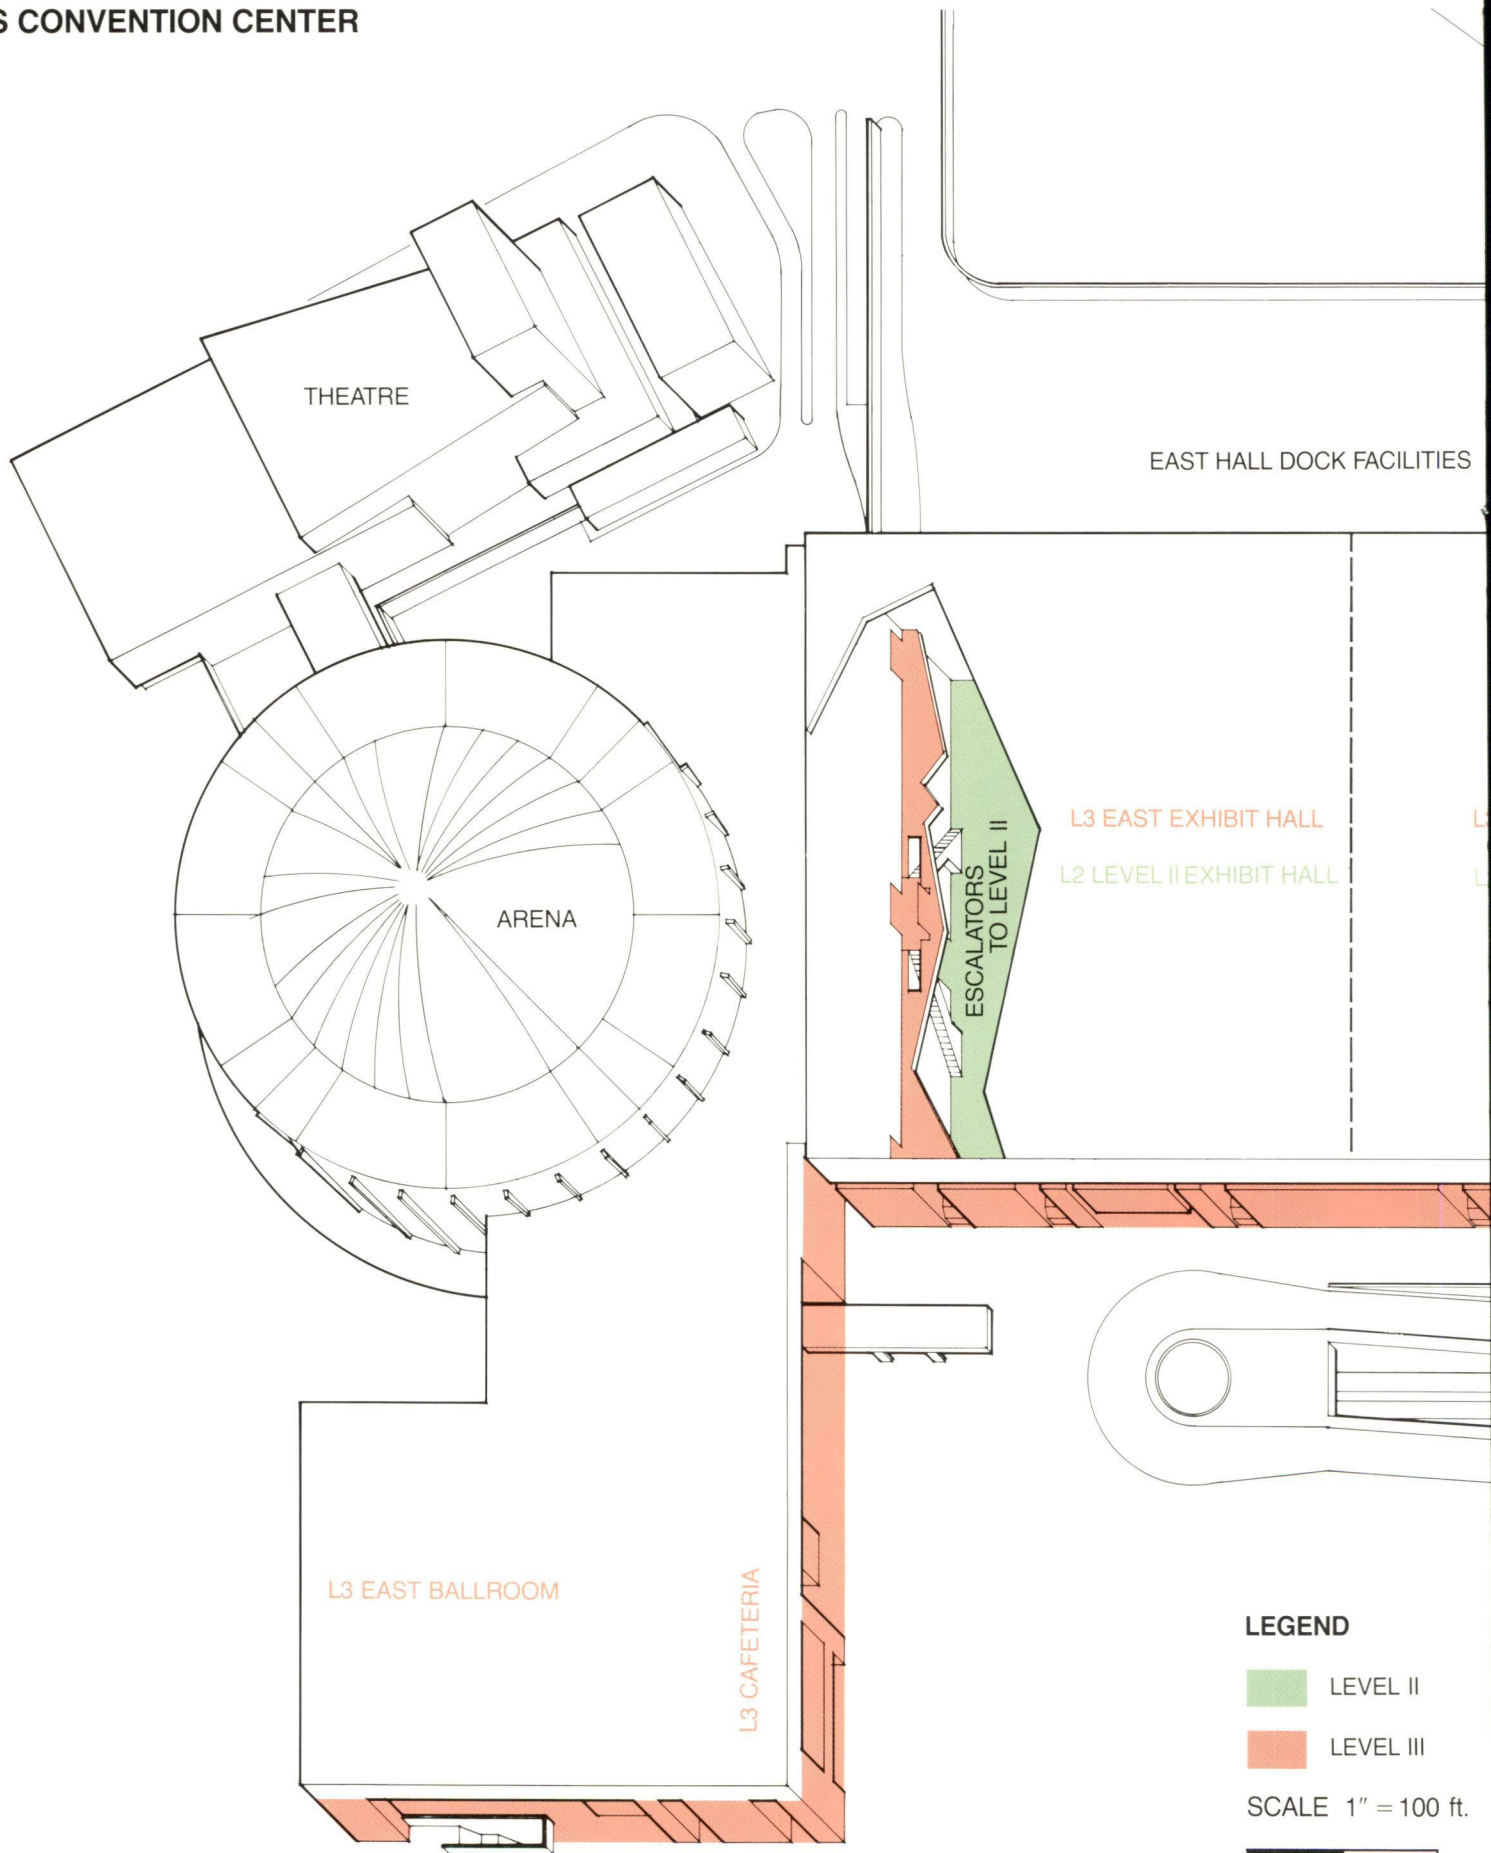 S CONVENTION CENTER
THEATRE
EAST HALL DOCK FACILITIES
L3 EAST EXHIBIT HALL
L2 LEVEL II EXHIBIT HALL
ESCALATORS
TO LEVEL II
ARENA
L3 EAST BALLROOM
L3 CAFETERIA
LEGEND
LEVEL II
LEVEL III
SCALE 1″ = 100 ft.